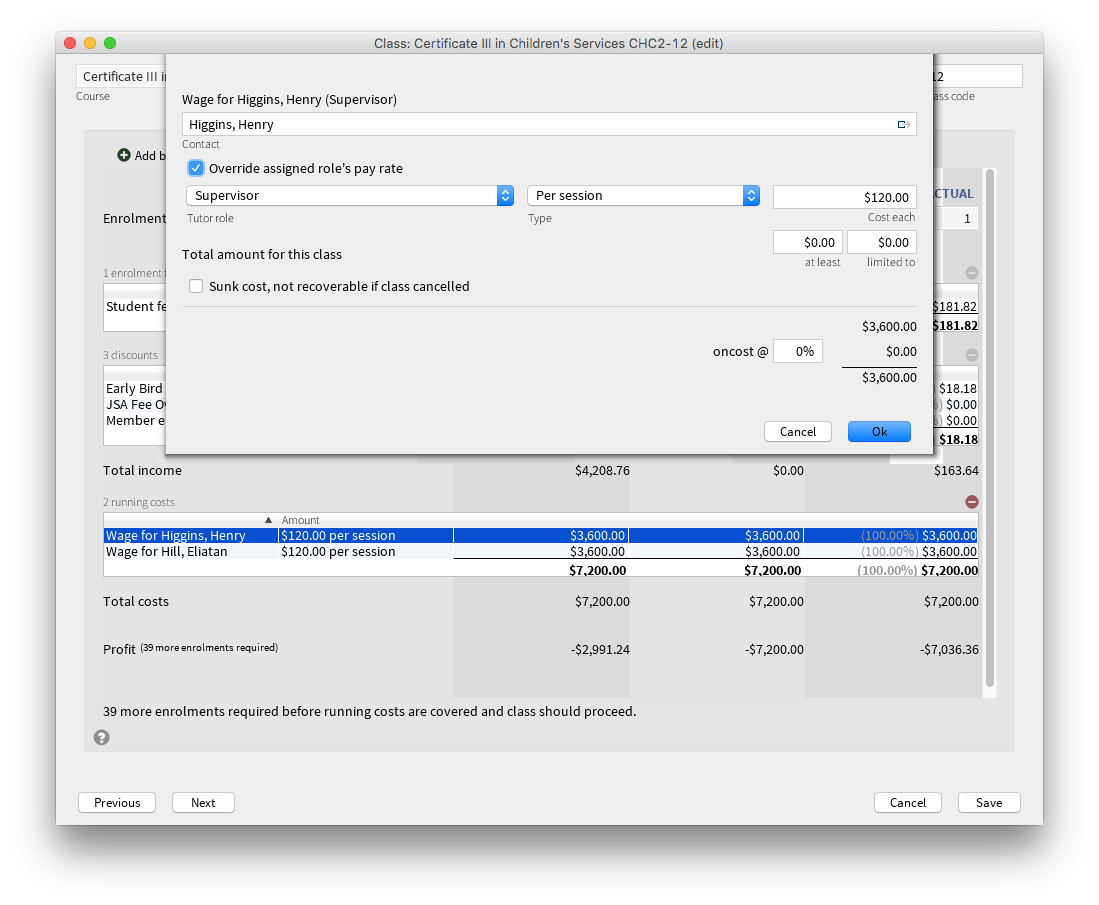 Class: Certificate III in Children's Services CHC2-12 (edit)
Certificate III
Course
12
class code
Wage for Higgins, Henry (Supervisor)
Higgins, Henry
Contact
Override assigned role's pay rate
Supervisor
Tutor role
Per session
Type
$120.00
Cost each
Total amount for this class
$0.00 $0.00
at least limited to
Sunk cost, not recoverable if class cancelled
$3,600.00
oncost @ 0% $0.00
$3,600.00
Cancel Ok
Add
CTUAL
Enrolment 1
1 enrolment
Student $181.82
$181.82
3 discounts
Early Bird $18.18
JSA Fee $0.00
Member $0.00
$18.18
Total income $4,208.76 $0.00 $163.64
2 running costs
▲ Amount
Wage for Higgins, Henry $120.00 per session $3,600.00 $3,600.00 (100.00%) $3,600.00
Wage for Hill, Eliatan $120.00 per session $3,600.00 $3,600.00 (100.00%) $3,600.00
$7,200.00 $7,200.00 (100.00%) $7,200.00
Total costs $7,200.00 $7,200.00 $7,200.00
Profit (39 more enrolments required) -$2,991.24 -$7,200.00 -$7,036.36
39 more enrolments required before running costs are covered and class should proceed.
?
Previous Next Cancel Save